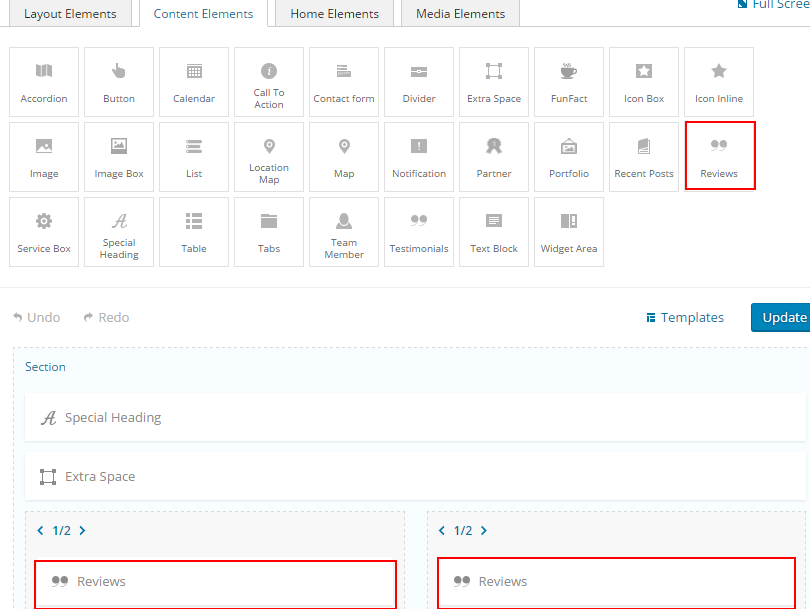 Layout Elements
Content Elements
Home Elements
Media Elements
Full Scree
Accordion
Button
Calendar
Call To
Action
Contact form
Divider
Extra Space
FunFact
Icon Box
Icon Inline
Image
Image Box
List
Location
Map
Map
Notification
Partner
Portfolio
Recent Posts
Reviews
Service Box
Special
Heading
Table
Tabs
Team
Member
Testimonials
Text Block
Widget Area
Undo
Redo
Templates
Update
Section
Special Heading
Extra Space
1/2
1/2
Reviews
Reviews